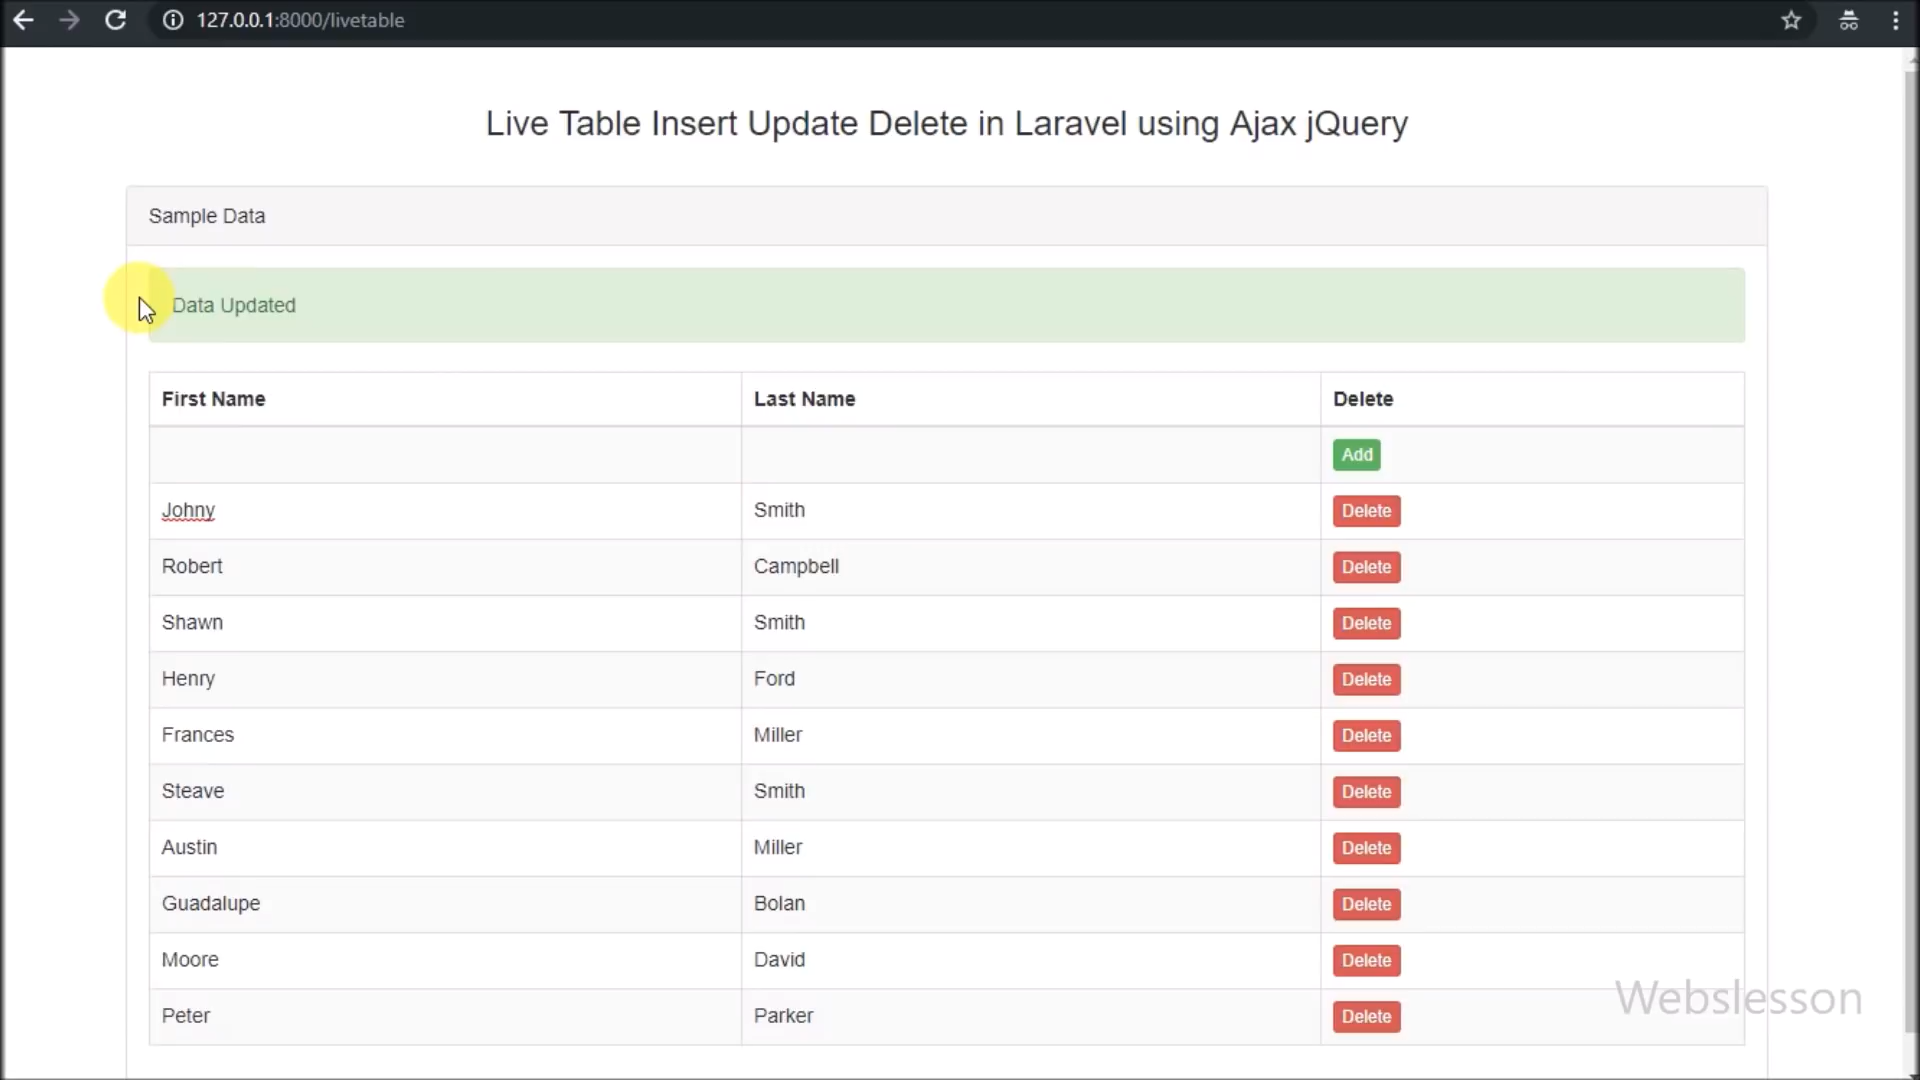 127.0.0.1:8000/livetable
Live Table Insert Update Delete in Laravel using Ajax jQuery
Sample Data
Data Updated
First Name Last Name Delete
Add
Johny Smith Delete
Robert Campbell Delete
Shawn Smith Delete
Henry Ford Delete
Frances Miller Delete
Steave Smith Delete
Austin Miller Delete
Guadalupe Bolan Delete
Moore David Delete
Peter Parker Delete
Webslesson